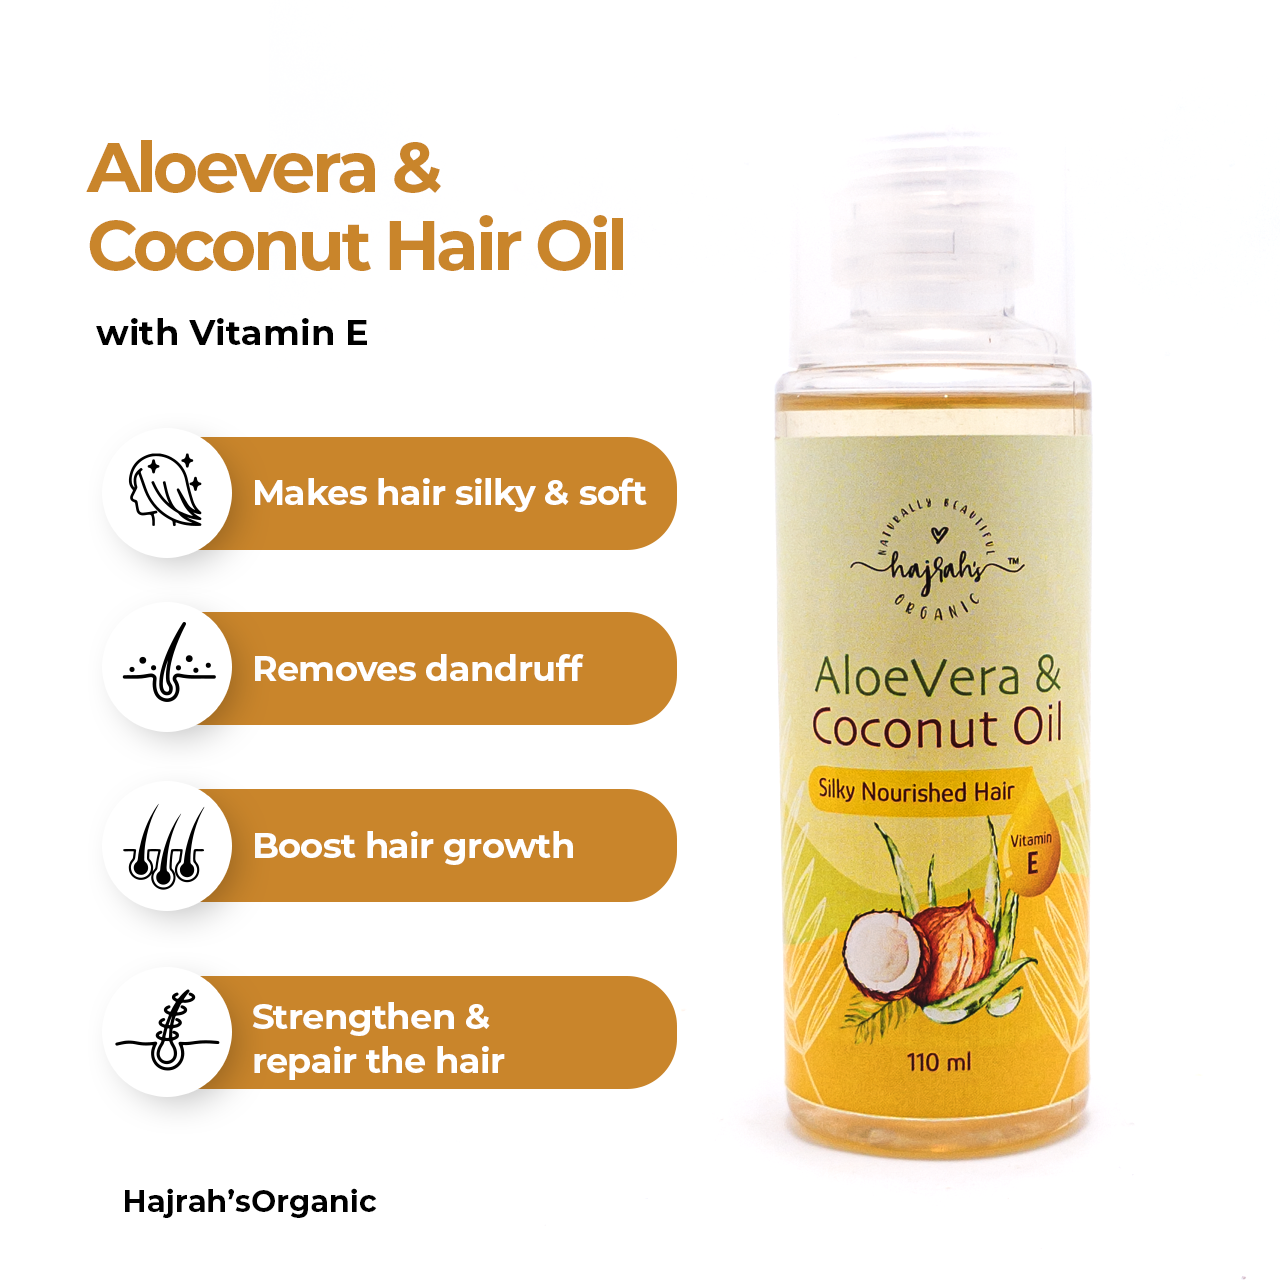 Aloevera &
Coconut Hair Oil
with Vitamin E
Makes hair silky & soft
Removes dandruff
Boost hair growth
Strengthen &
repair the hair
Hajrah’sOrganic
NATURALLY BEAUTIFUL
hajrah's ™
ORGANIC
AloeVera &
Coconut Oil
Silky Nourished Hair
Vitamin
E
110 ml